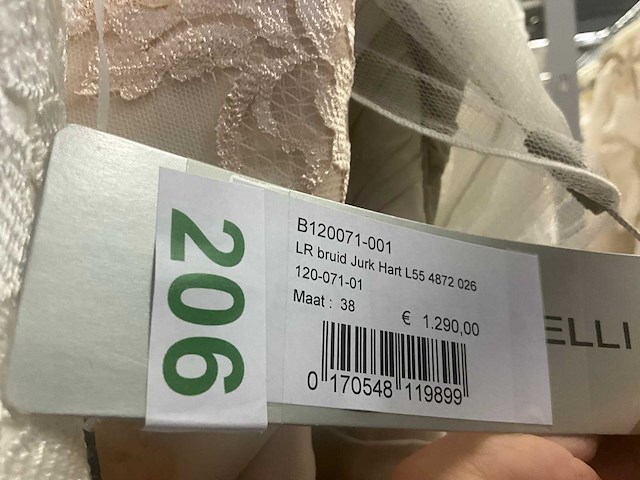 206
B120071-001
LR bruid Jurk Hart L55 4872 026
120-071-01
Maat : 38
€ 1.290,00
0 170548 119899
ELLI